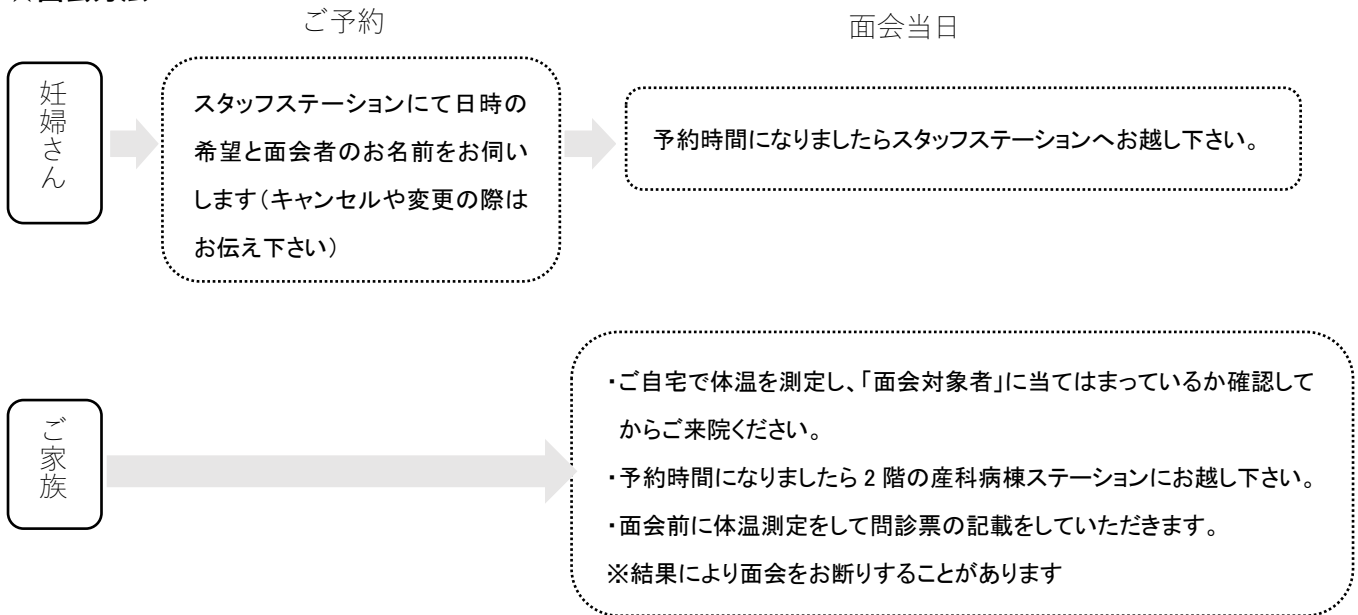 ご予約
面会当日
妊婦さん
スタッフステーションにて日時の
希望と面会者のお名前をお伺い
します(キャンセルや変更の際は
お伝え下さい)
予約時間になりましたらスタッフステーションへお越し下さい。
ご家族
・ご自宅で体温を測定し、「面会対象者」に当てはまっているか確認して
からご来院ください。
・予約時間になりましたら 2 階の産科病棟ステーションにお越し下さい。
・面会前に体温測定をして問診票の記載をしていただきます。
※結果により面会をお断りすることがあります